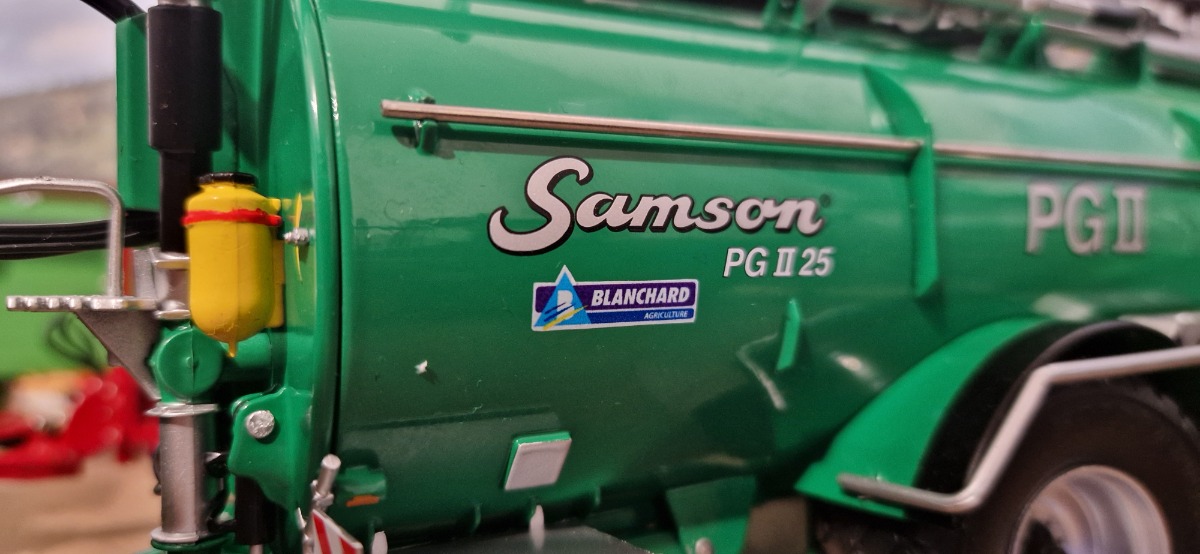 Samson
PG II 25
BLANCHARD
AGRICULTURE
PG II